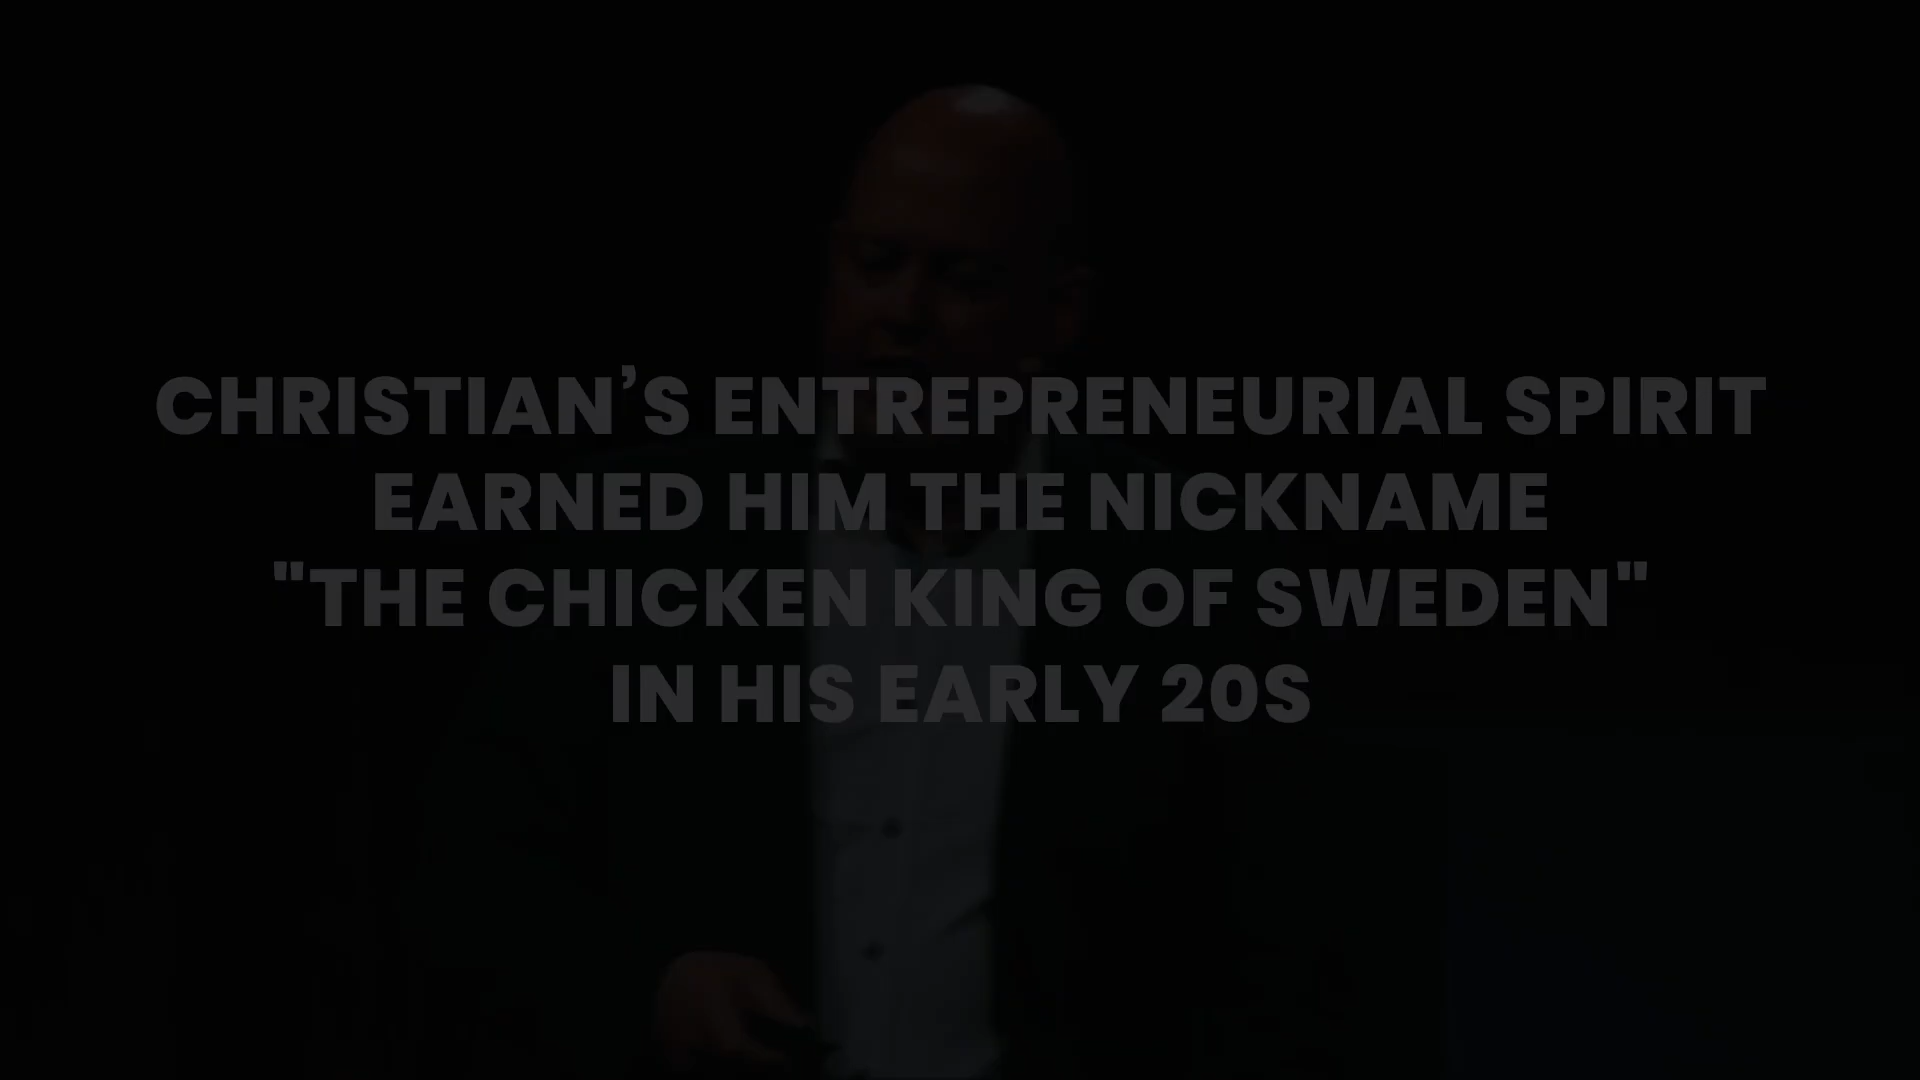 CHRISTIAN’S ENTREPRENEURIAL SPIRIT
EARNED HIM THE NICKNAME
"THE CHICKEN KING OF SWEDEN"
IN HIS EARLY 20S